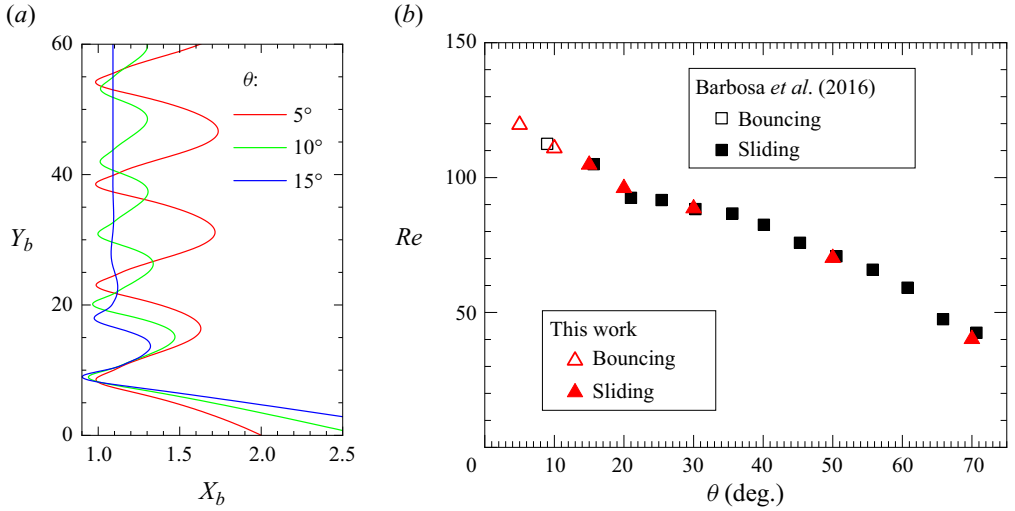 (a)
60
40
Y_b
20
0
θ:
5°
10°
15°
1.0
1.5
2.0
2.5
X_b
(b)
150
100
Re
50
0
10
20
30
40
50
60
70
θ (deg.)
Barbosa et al. (2016)
Bouncing
Sliding
This work
Bouncing
Sliding